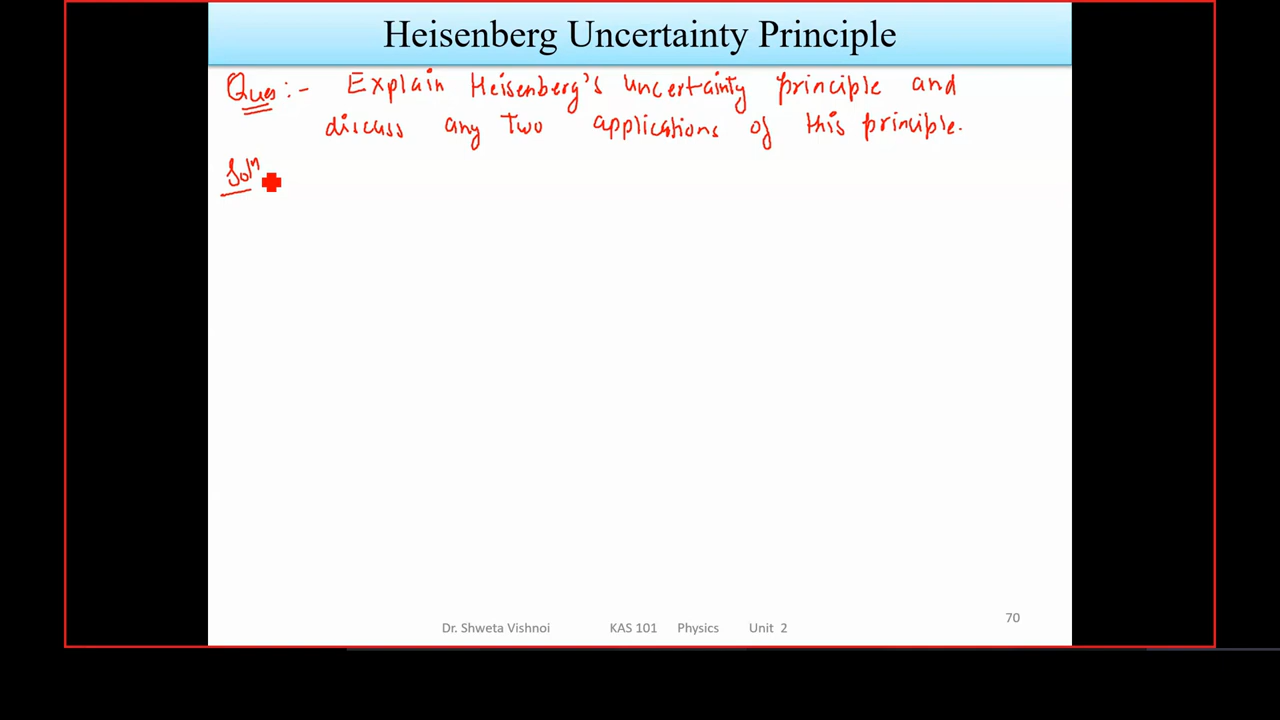 Heisenberg Uncertainty Principle
Ques :- Explain Heisenberg's uncertainty principle and
discuss any two applications of this principle.
Solⁿ
Dr. Shweta Vishnoi KAS 101 Physics Unit 2
70